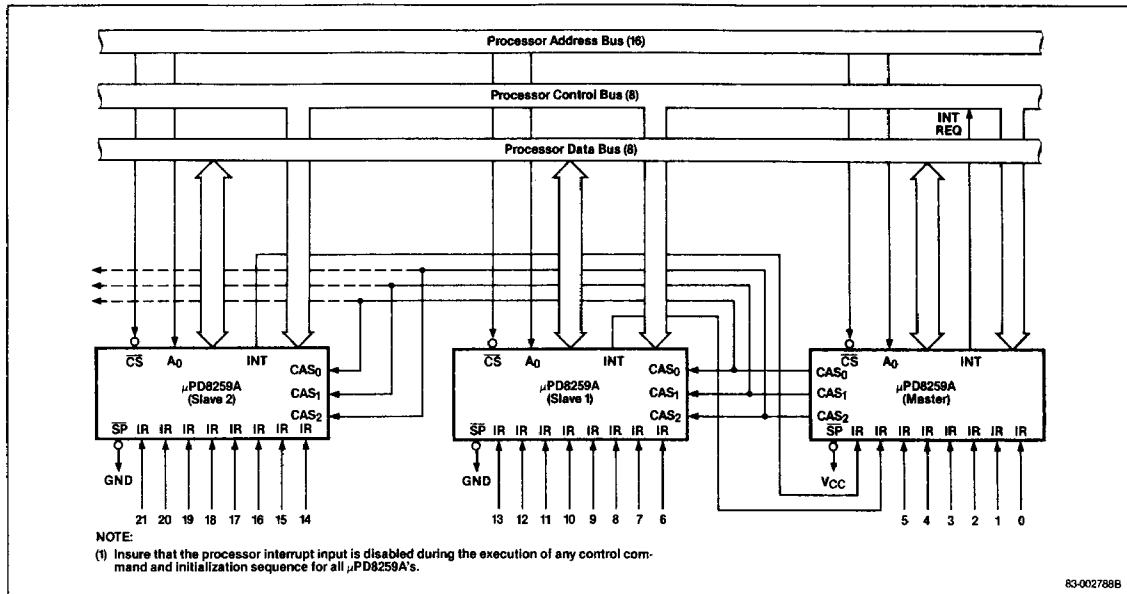 Processor Address Bus (16)
Processor Control Bus (8)
INT
REQ
Processor Data Bus (8)
CS A0 INT
μPD8259A
(Slave 2)
CAS0
CAS1
CAS2
SP IR IR IR IR IR IR IR IR
GND
21 20 19 18 17 16 15 14
CS A0 INT
μPD8259A
(Slave 1)
CAS0
CAS1
CAS2
SP IR IR IR IR IR IR IR IR
GND
13 12 11 10 9 8 7 6
CS A0 INT
CAS0
CAS1
CAS2
μPD8259A
(Master)
SP IR IR IR IR IR IR IR IR
VCC
5 4 3 2 1 0
NOTE:
(1) Insure that the processor interrupt input is disabled during the execution of any control com-
mand and initialization sequence for all μPD8259A's.
83-002788B